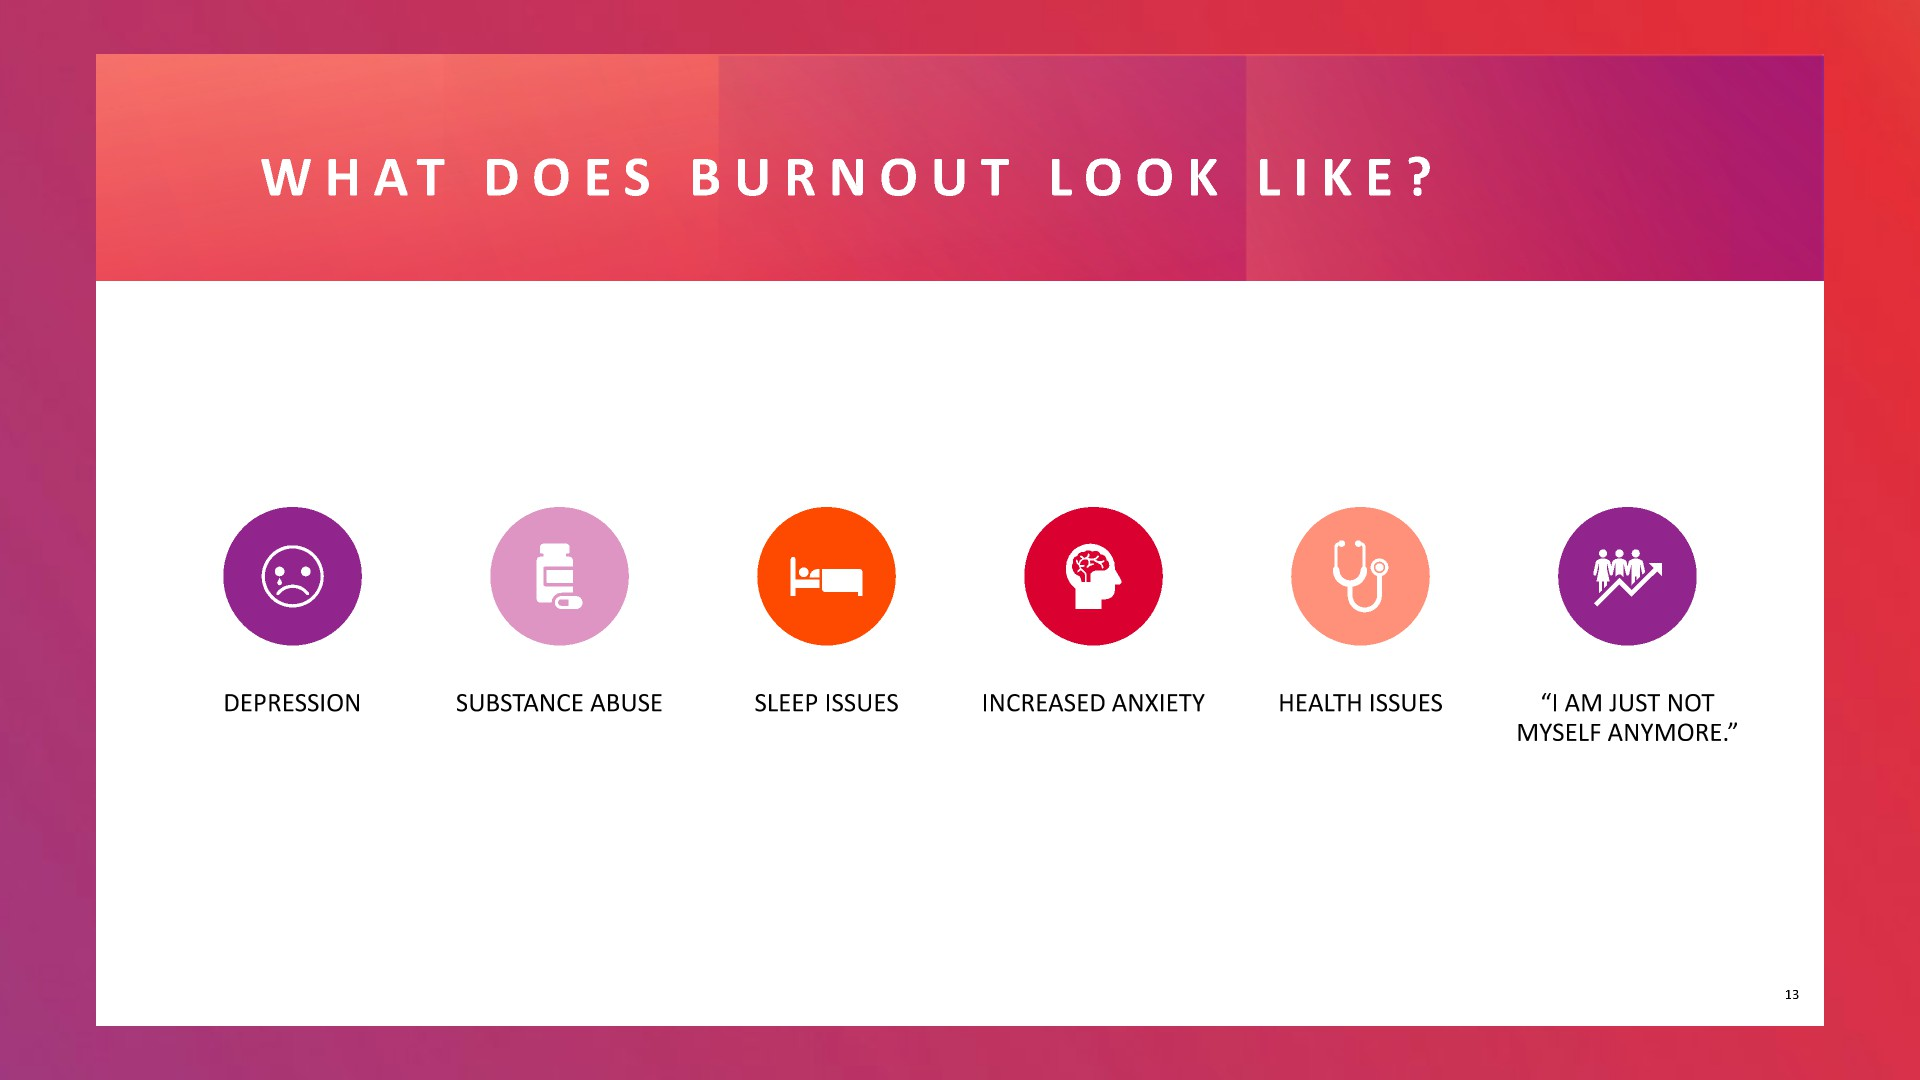 WHAT DOES BURNOUT LOOK LIKE?
DEPRESSION
SUBSTANCE ABUSE
SLEEP ISSUES
INCREASED ANXIETY
HEALTH ISSUES
“I AM JUST NOT
MYSELF ANYMORE.”
13